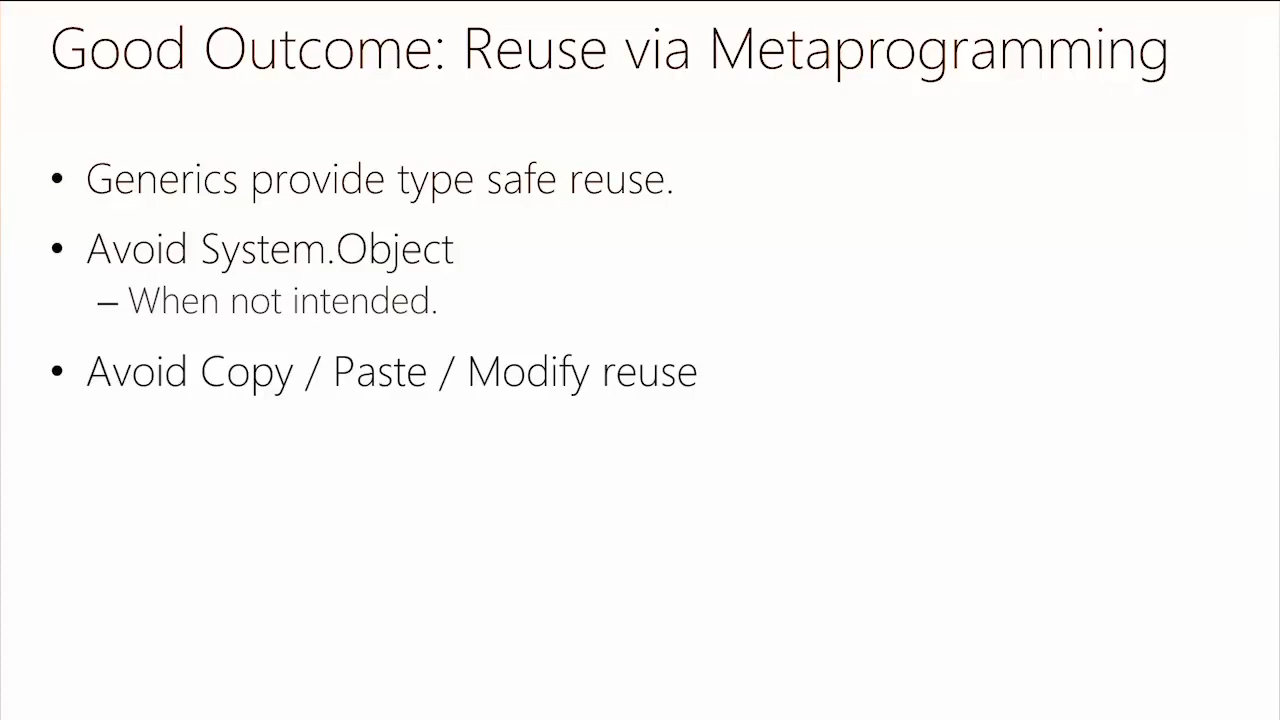 Good Outcome: Reuse via Metaprogramming
• Generics provide type safe reuse.
• Avoid System.Object
– When not intended.
• Avoid Copy / Paste / Modify reuse